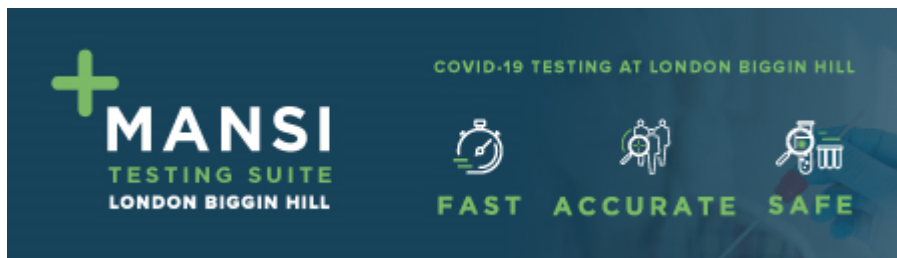 MANSI
TESTING SUITE
LONDON BIGGIN HILL
COVID-19 TESTING AT LONDON BIGGIN HILL
FAST ACCURATE SAFE